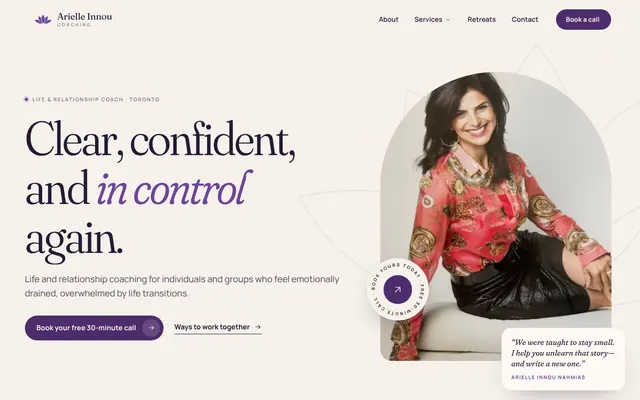 Arielle Innou
COACHING
About
Services
Retreats
Contact
Book a call
LIFE & RELATIONSHIP COACH · TORONTO
Clear, confident,
and in control
again.
Life and relationship coaching for individuals and groups who feel emotionally
drained, overwhelmed by life transitions.
Book your free 30-minute call →
Ways to work together →
BOOK YOURS TODAY · FREE 30-MINUTE CALL ·
“We were taught to stay small.
I help you unlearn that story—
and write a new one.”
ARIELLE INNOU NAHMIAS